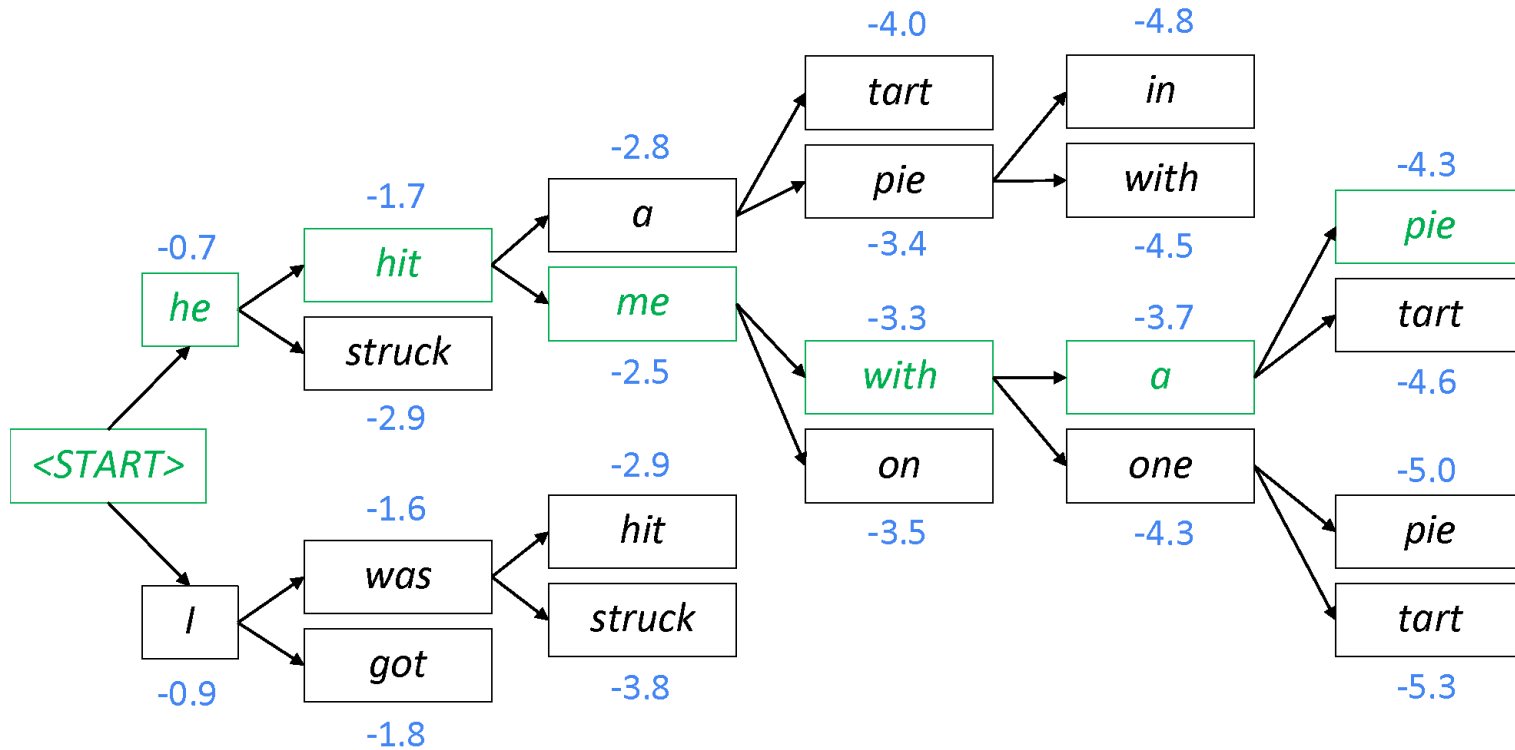 -4.0
-4.8
tart
in
-2.8
-4.3
pie
with
-1.7
a
pie
-0.7
-3.4
-4.5
hit
he
me
-3.3
-3.7
tart
struck
-2.5
with
a
-4.6
-2.9
<START>
-2.9
on
one
-5.0
-1.6
hit
-3.5
-4.3
pie
was
I
struck
tart
got
-0.9
-3.8
-5.3
-1.8